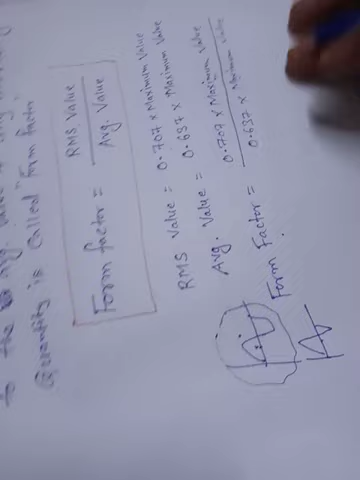 to the avg. value
Quantity is called "Form factor
Form factor = RMS Value / Avg. Value
RMS Value = 0.707 × Maximum Value
Avg. Value = 0.637 × Maximum Value
Form Factor = 0.707 × Maximum Value / 0.637 × Maximum Value